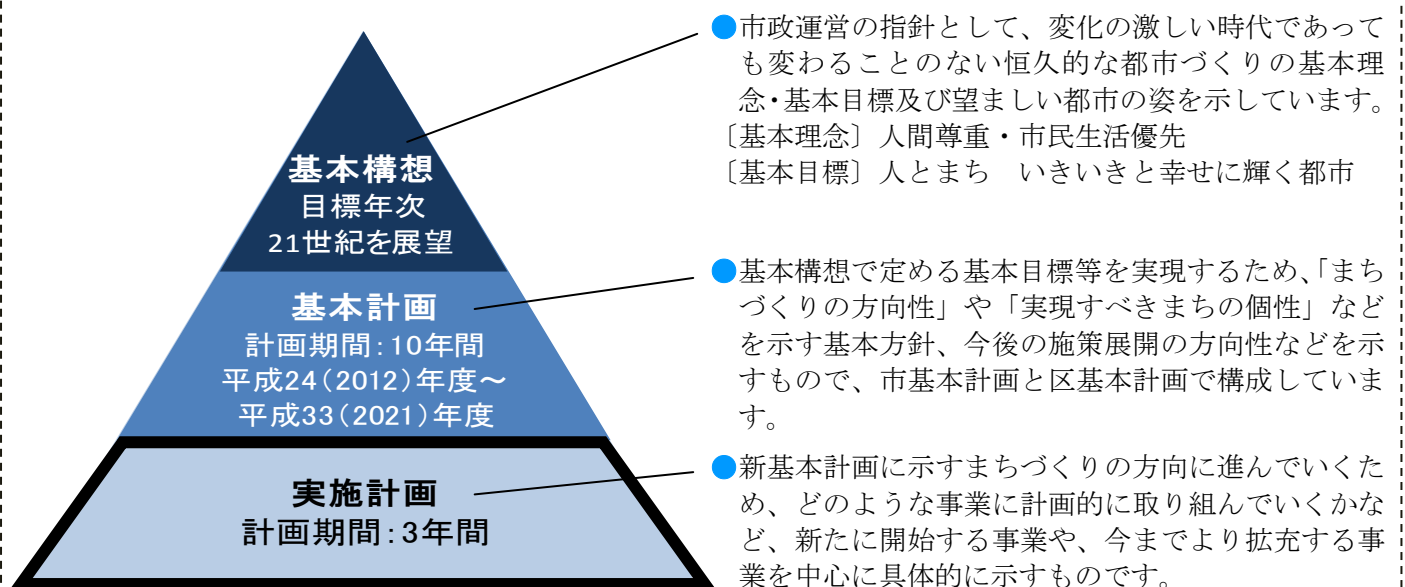 基本構想
目標年次
21世紀を展望
●市政運営の指針として、変化の激しい時代であって
も変わることのない恒久的な都市づくりの基本理
念・基本目標及び望ましい都市の姿を示しています。
〔基本理念〕人間尊重・市民生活優先
〔基本目標〕人とまち　いきいきと幸せに輝く都市
基本計画
計画期間：10年間
平成24（2012）年度～
平成33（2021）年度
●基本構想で定める基本目標等を実現するため、「まち
づくりの方向性」や「実現すべきまちの個性」など
を示す基本方針、今後の施策展開の方向性などを示
すもので、市基本計画と区基本計画で構成していま
す。
実施計画
計画期間：3年間
●新基本計画に示すまちづくりの方向に進んでいくた
め、どのような事業に計画的に取り組んでいくかな
ど、新たに開始する事業や、今までより拡充する事
業を中心に具体的に示すものです。